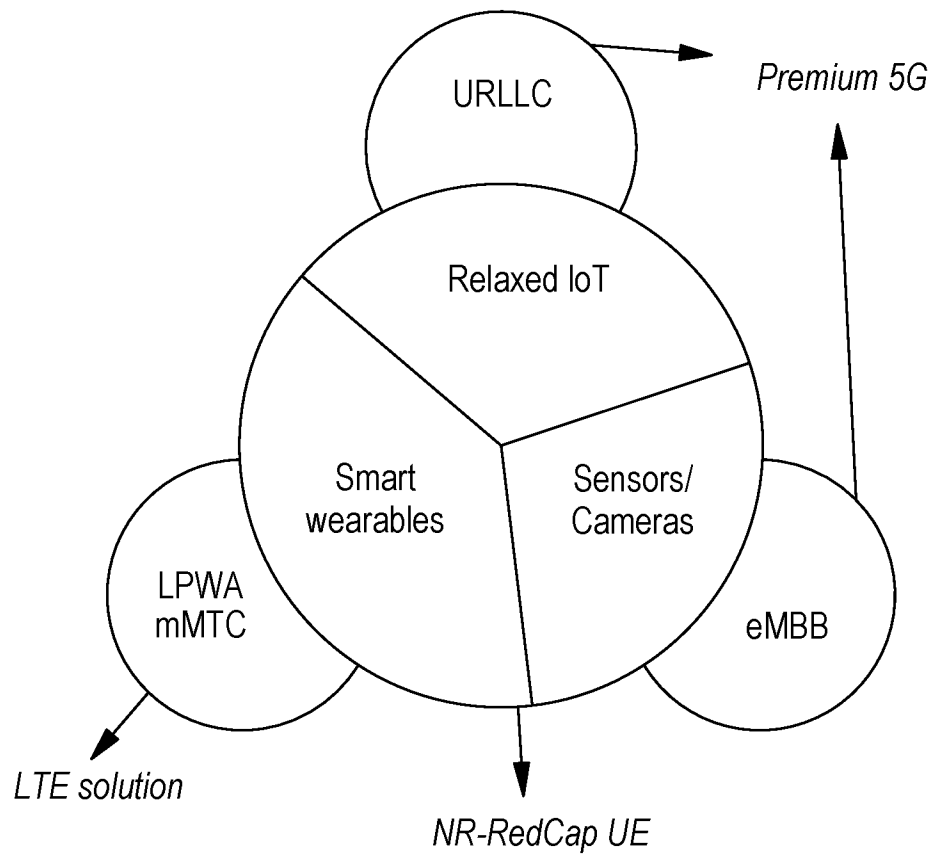 URLLC
Premium 5G
Relaxed IoT
Smart
wearables
Sensors/
Cameras
LPWA
mMTC
eMBB
LTE solution
NR-RedCap UE